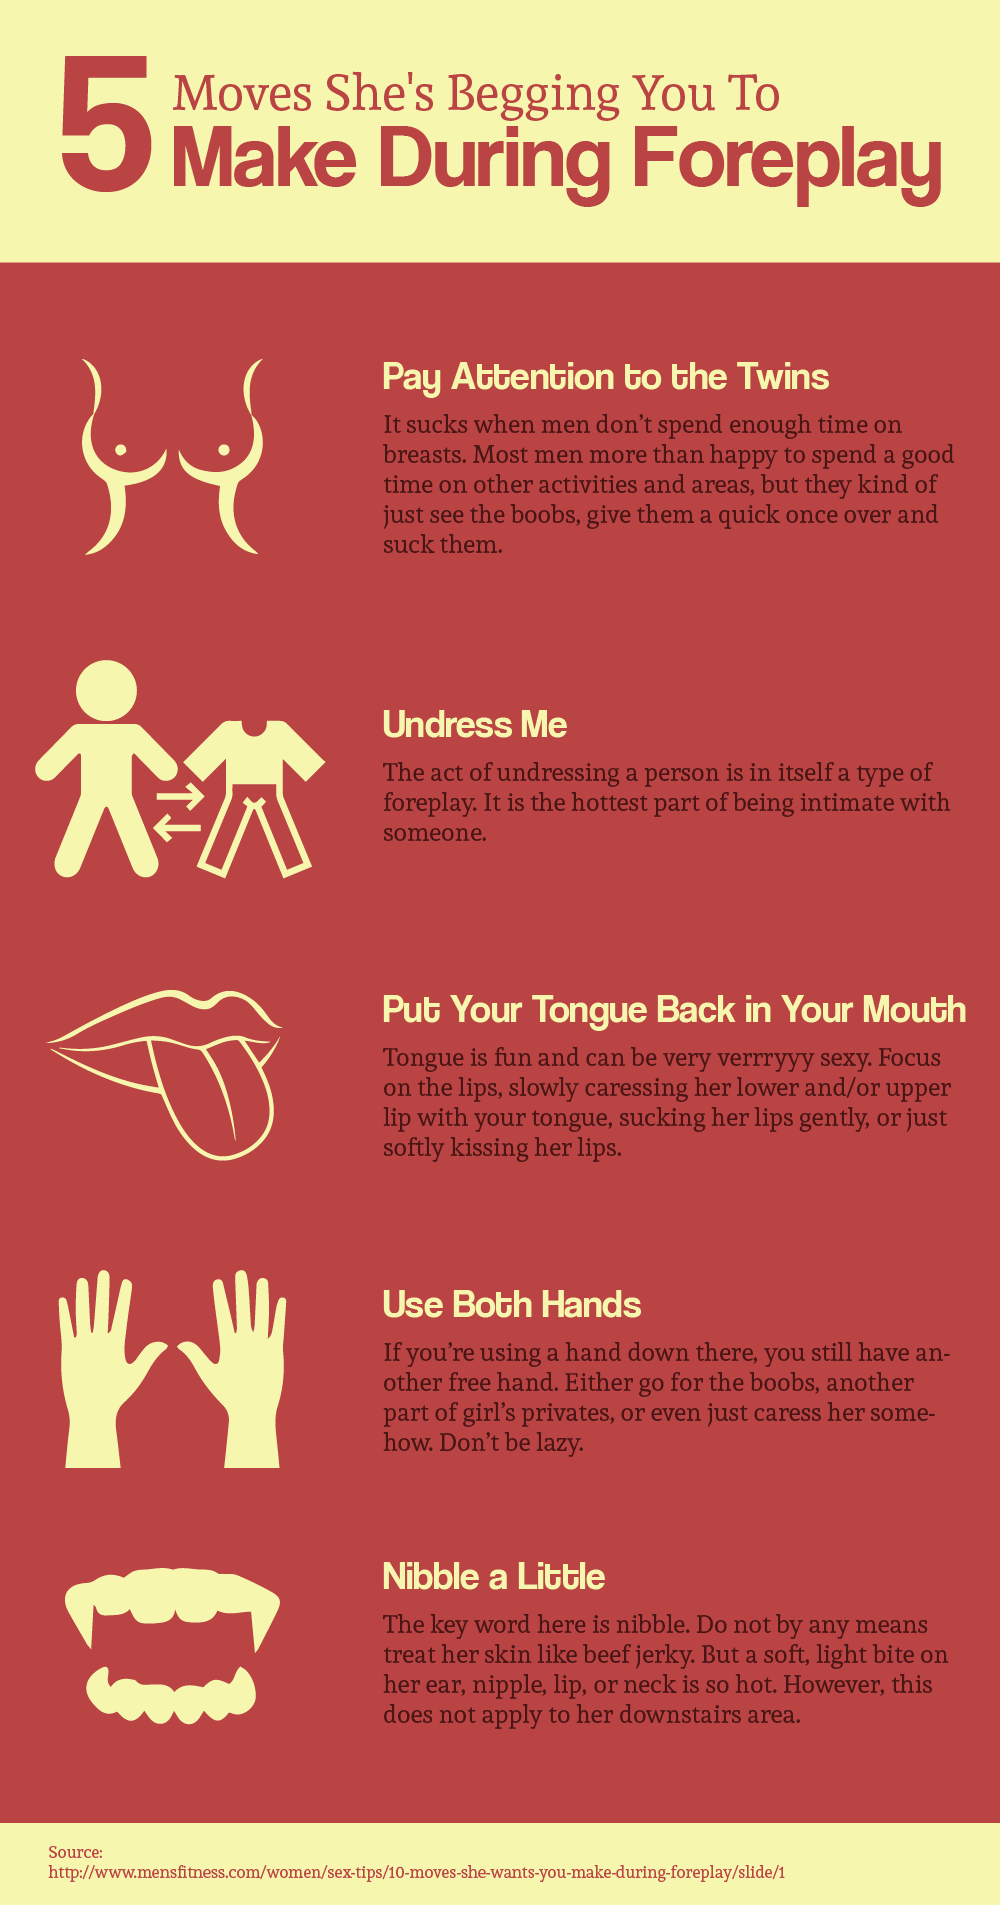 5 Moves She's Begging You To
Make During Foreplay
Pay Attention to the Twins
It sucks when men don’t spend enough time on
breasts. Most men more than happy to spend a good
time on other activities and areas, but they kind of
just see the boobs, give them a quick once over and
suck them.
Undress Me
The act of undressing a person is in itself a type of
foreplay. It is the hottest part of being intimate with
someone.
Put Your Tongue Back in Your Mouth
Tongue is fun and can be very verrryyy sexy. Focus
on the lips, slowly caressing her lower and/or upper
lip with your tongue, sucking her lips gently, or just
softly kissing her lips.
Use Both Hands
If you’re using a hand down there, you still have an-
other free hand. Either go for the boobs, another
part of girl’s privates, or even just caress her some-
how. Don’t be lazy.
Nibble a Little
The key word here is nibble. Do not by any means
treat her skin like beef jerky. But a soft, light bite on
her ear, nipple, lip, or neck is so hot. However, this
does not apply to her downstairs area.
Source:
http://www.mensfitness.com/women/sex-tips/10-moves-she-wants-you-make-during-foreplay/slide/1